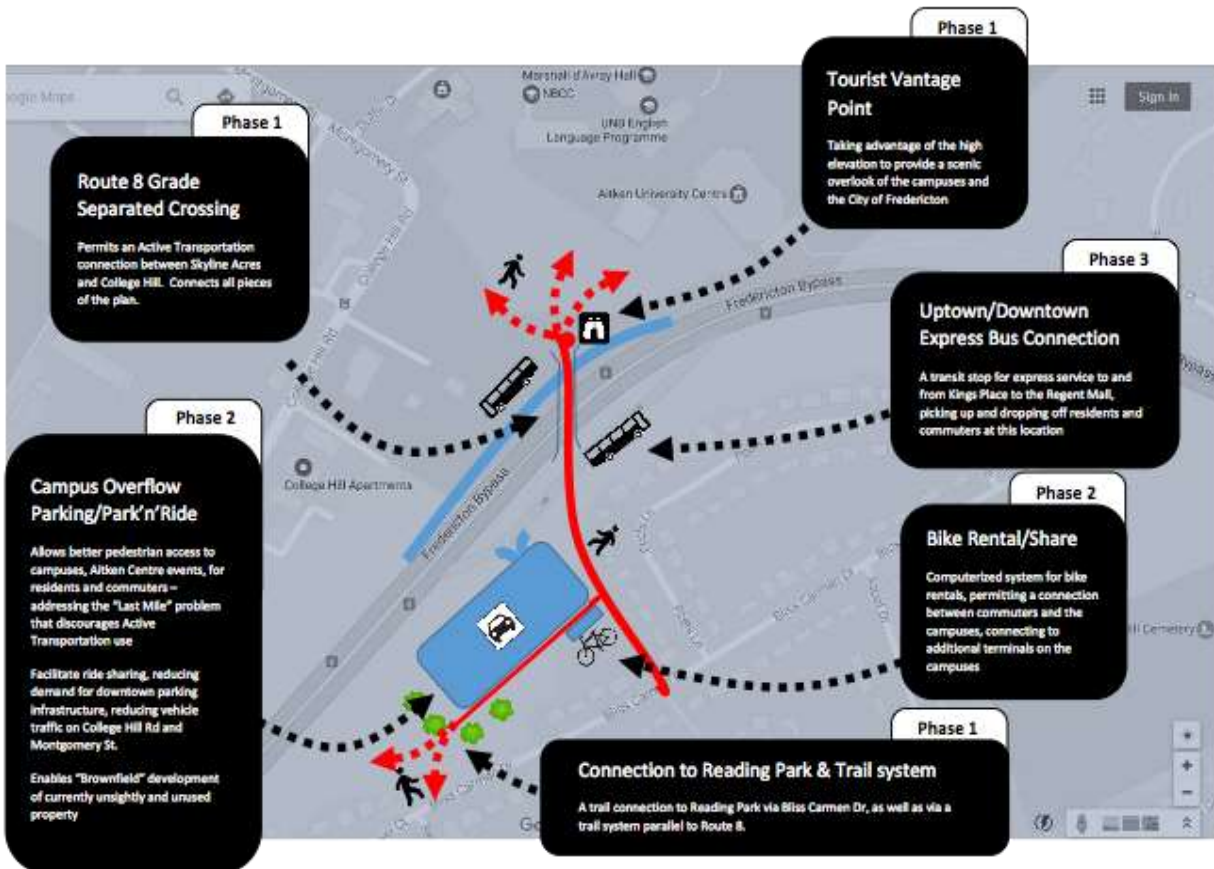 Phase 1
Tourist Vantage
Point
Taking advantage of the high
elevation to provide a scenic
overlook of the campuses and
the City of Fredericton
Phase 1
Route 8 Grade
Separated Crossing
Permits an Active Transportation
connection between Skyline Acres
and College Hill. Connects all pieces
of the plan.
Phase 3
Uptown/Downtown
Express Bus Connection
A transit stop for express service to and
from Kings Place to the Regent Mall,
picking up and dropping off residents and
commuters at this location
Phase 2
Campus Overflow
Parking/Park'n'Ride
Allows better pedestrian access to
campuses, Aitken Centre events, for
residents and commuters –
addressing the "Last Mile" problem
that discourages Active
Transportation use
Facilitate ride sharing, reducing
demand for downtown parking
infrastructure, reducing vehicle
traffic on College Hill Rd and
Montgomery St.
Enables "Brownfield" development
of currently unsightly and unused
property
Phase 2
Bike Rental/Share
Computerized system for bike
rentals, permitting a connection
between commuters and the
campuses, connecting to
additional terminals on the
campuses
Phase 1
Connection to Reading Park & Trail system
A trail connection to Reading Park via Bliss Carmen Dr, as well as via a
trail system parallel to Route 8.
Maps
Sign in
Marshall d'Avray Hall
NBCC
UNB English
Language Programme
Aitken University Centre
Montgomery St
College Hill Rd
College Hill Apartments
Fredericton Bypass
Fredericton Bypass
Bliss Carman Dr
Cemetery